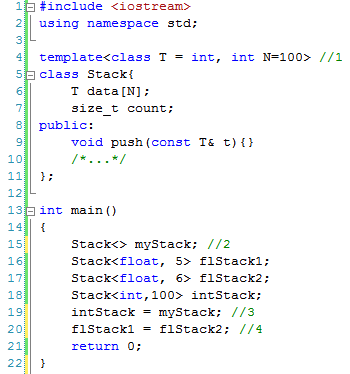 1 #include <iostream>
2 using namespace std;
3
4 template<class T = int, int N=100> //1
5 class Stack{
6 T data[N];
7 size_t count;
8 public:
9 void push(const T& t){}
10 /*...*/
11 };
12
13 int main()
14 {
15 Stack<> myStack; //2
16 Stack<float, 5> flStack1;
17 Stack<float, 6> flStack2;
18 Stack<int,100> intStack;
19 intStack = myStack; //3
20 flStack1 = flStack2; //4
21 return 0;
22 }